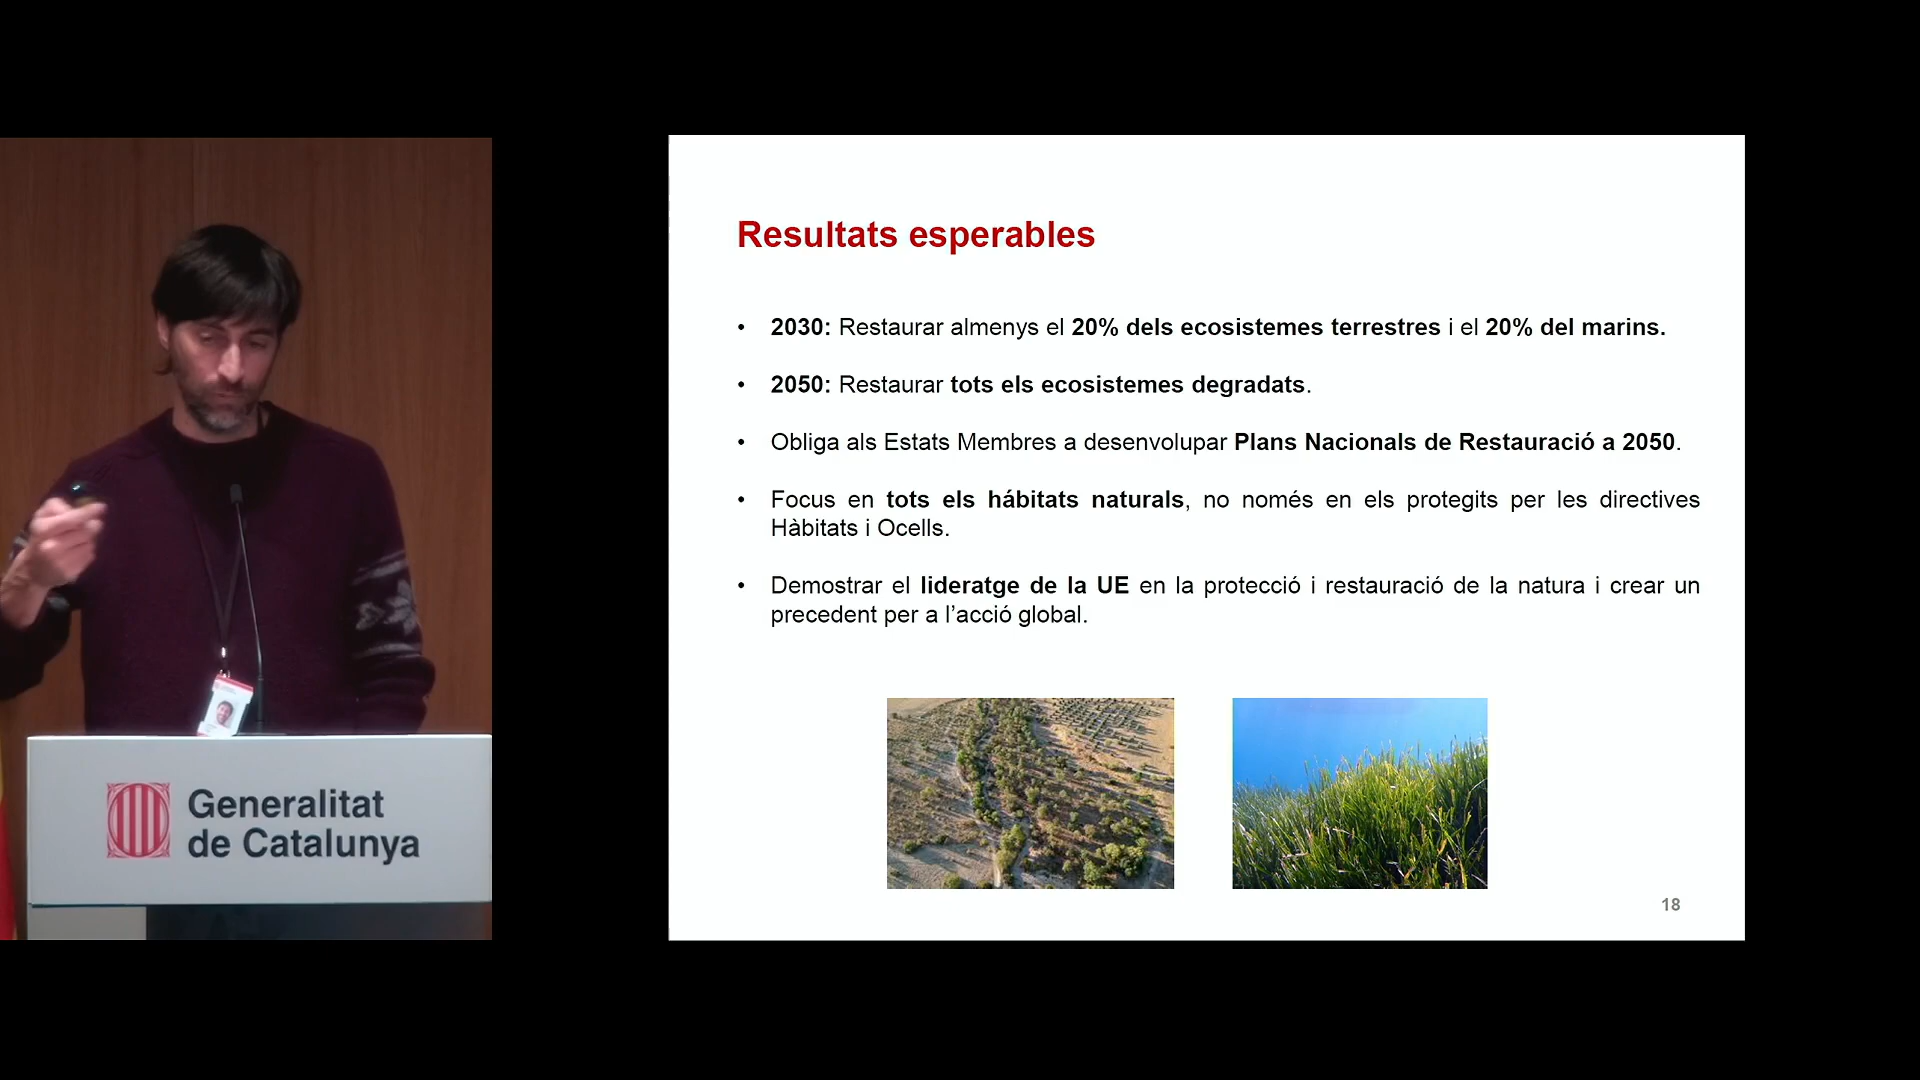 Resultats esperables
• 2030: Restaurar almenys el 20% dels ecosistemes terrestres i el 20% del marins.
• 2050: Restaurar tots els ecosistemes degradats.
• Obliga als Estats Membres a desenvolupar Plans Nacionals de Restauració a 2050.
• Focus en tots els hábitats naturals, no només en els protegits per les directives
Hàbitats i Ocells.
• Demostrar el lideratge de la UE en la protecció i restauració de la natura i crear un
precedent per a l’acció global.
18
Generalitat
de Catalunya